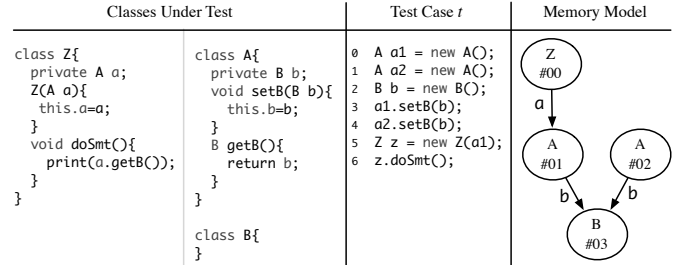 Classes Under Test
class Z{
private A a;
Z(A a){
this.a=a;
}
void doSmt(){
print(a.getB());
}
}
class A{
private B b;
void setB(B b){
this.b=b;
}
B getB(){
return b;
}
}
class B{
}
Test Case t
0 A a1 = new A();
1 A a2 = new A();
2 B b = new B();
3 a1.setB(b);
4 a2.setB(b);
5 Z z = new Z(a1);
6 z.doSmt();
Memory Model
Z
#00
a
A
#01
A
#02
b
b
B
#03